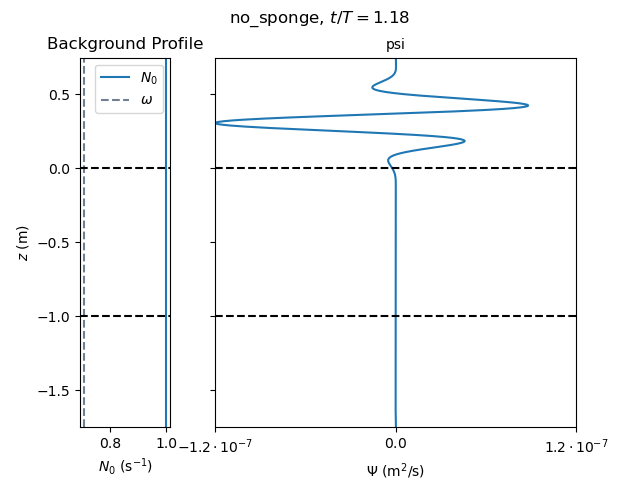 no_sponge, t/T = 1.18
Background Profile
psi
N₀
ω
0.5
0.0
−0.5
−1.0
−1.5
z (m)
0.8
1.0
−1.2 · 10⁻⁷
0.0
1.2 · 10⁻⁷
N₀ (s⁻¹)
Ψ (m²/s)